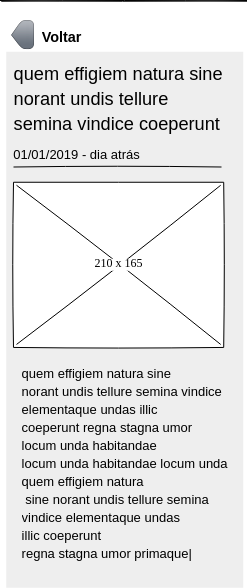 Voltar
quem effigiem natura sine
norant undis tellure
semina vindice coeperunt
01/01/2019 - dia atrás
210 x 165
quem effigiem natura sine
norant undis tellure semina vindice
elementaque undas illic
coeperunt regna stagna umor
locum unda habitandae
locum unda habitandae locum unda
quem effigiem natura
sine norant undis tellure semina
vindice elementaque undas
illic coeperunt
regna stagna umor primaque|